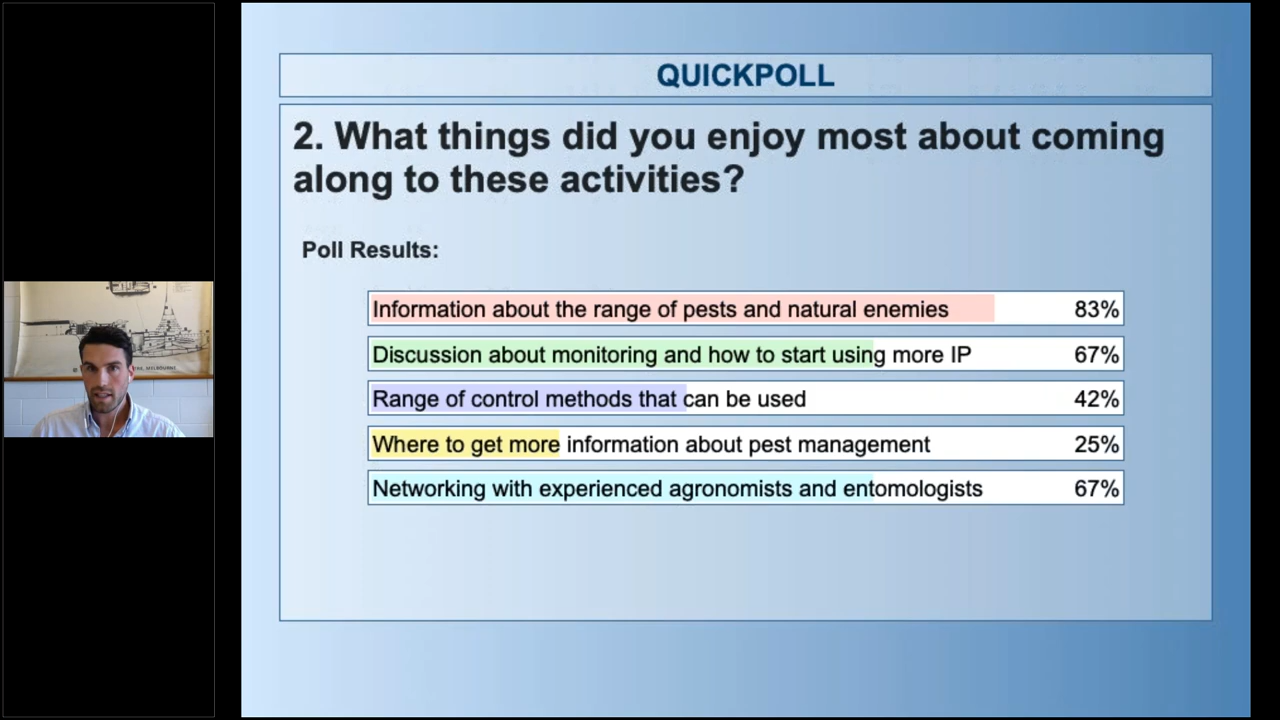 QUICKPOLL
2. What things did you enjoy most about coming
along to these activities?
Poll Results:
Information about the range of pests and natural enemies 83%
Discussion about monitoring and how to start using more IP 67%
Range of control methods that can be used 42%
Where to get more information about pest management 25%
Networking with experienced agronomists and entomologists 67%
MELBOURNE